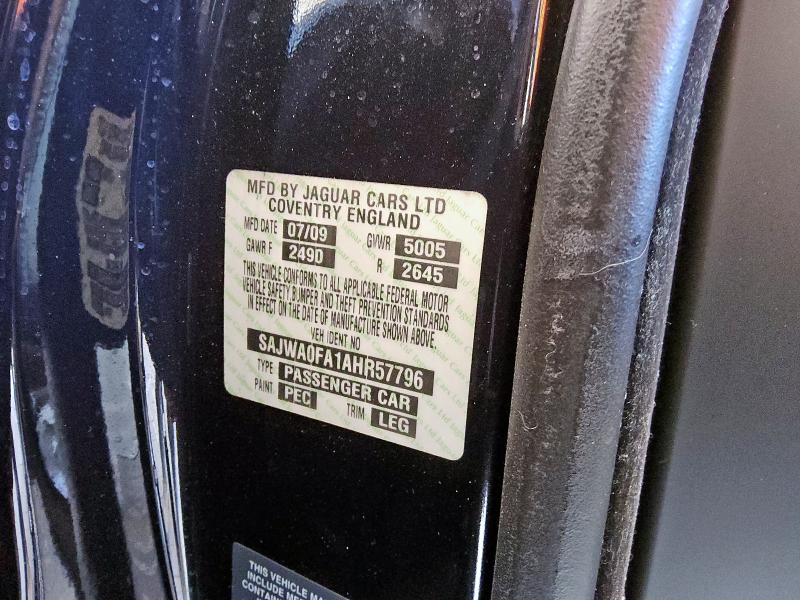 MFD BY JAGUAR CARS LTD
COVENTRY ENGLAND
MFD DATE 07/09 GVWR 5005
GAWR F 2490 R 2645
THIS VEHICLE CONFORMS TO ALL APPLICABLE FEDERAL MOTOR
VEHICLE SAFETY, BUMPER AND THEFT PREVENTION STANDARDS
IN EFFECT ON THE DATE OF MANUFACTURE SHOWN ABOVE.
VEH IDENT NO
SAJWA0FA1AHR57796
TYPE PASSENGER CAR
PAINT PEC TRIM LEG
THIS VEHICLE
INCLUDE